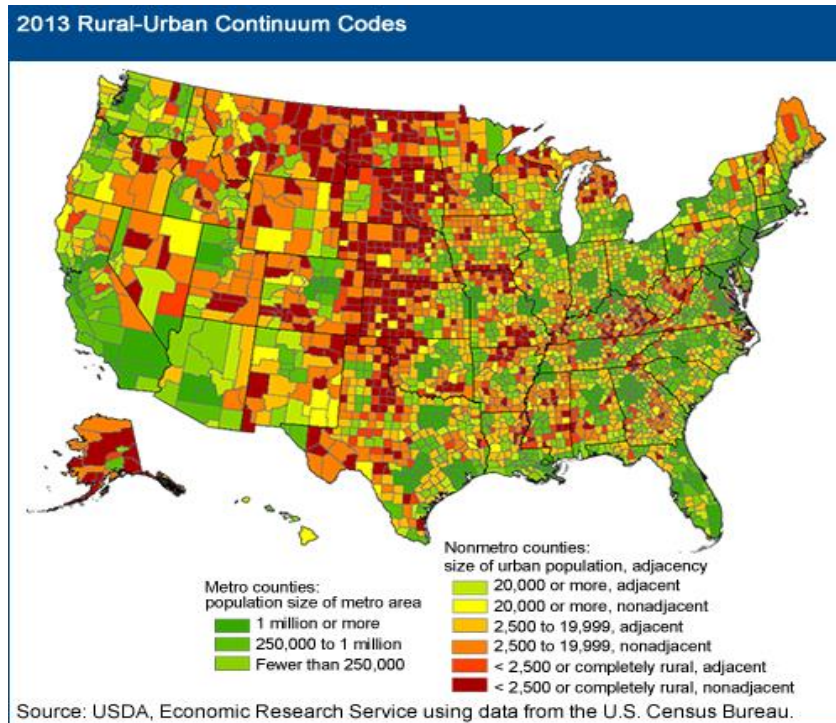 2013 Rural-Urban Continuum Codes
Metro counties:
population size of metro area
1 million or more
250,000 to 1 million
Fewer than 250,000
Nonmetro counties:
size of urban population, adjacency
20,000 or more, adjacent
20,000 or more, nonadjacent
2,500 to 19,999, adjacent
2,500 to 19,999, nonadjacent
< 2,500 or completely rural, adjacent
< 2,500 or completely rural, nonadjacent
Source: USDA, Economic Research Service using data from the U.S. Census Bureau.